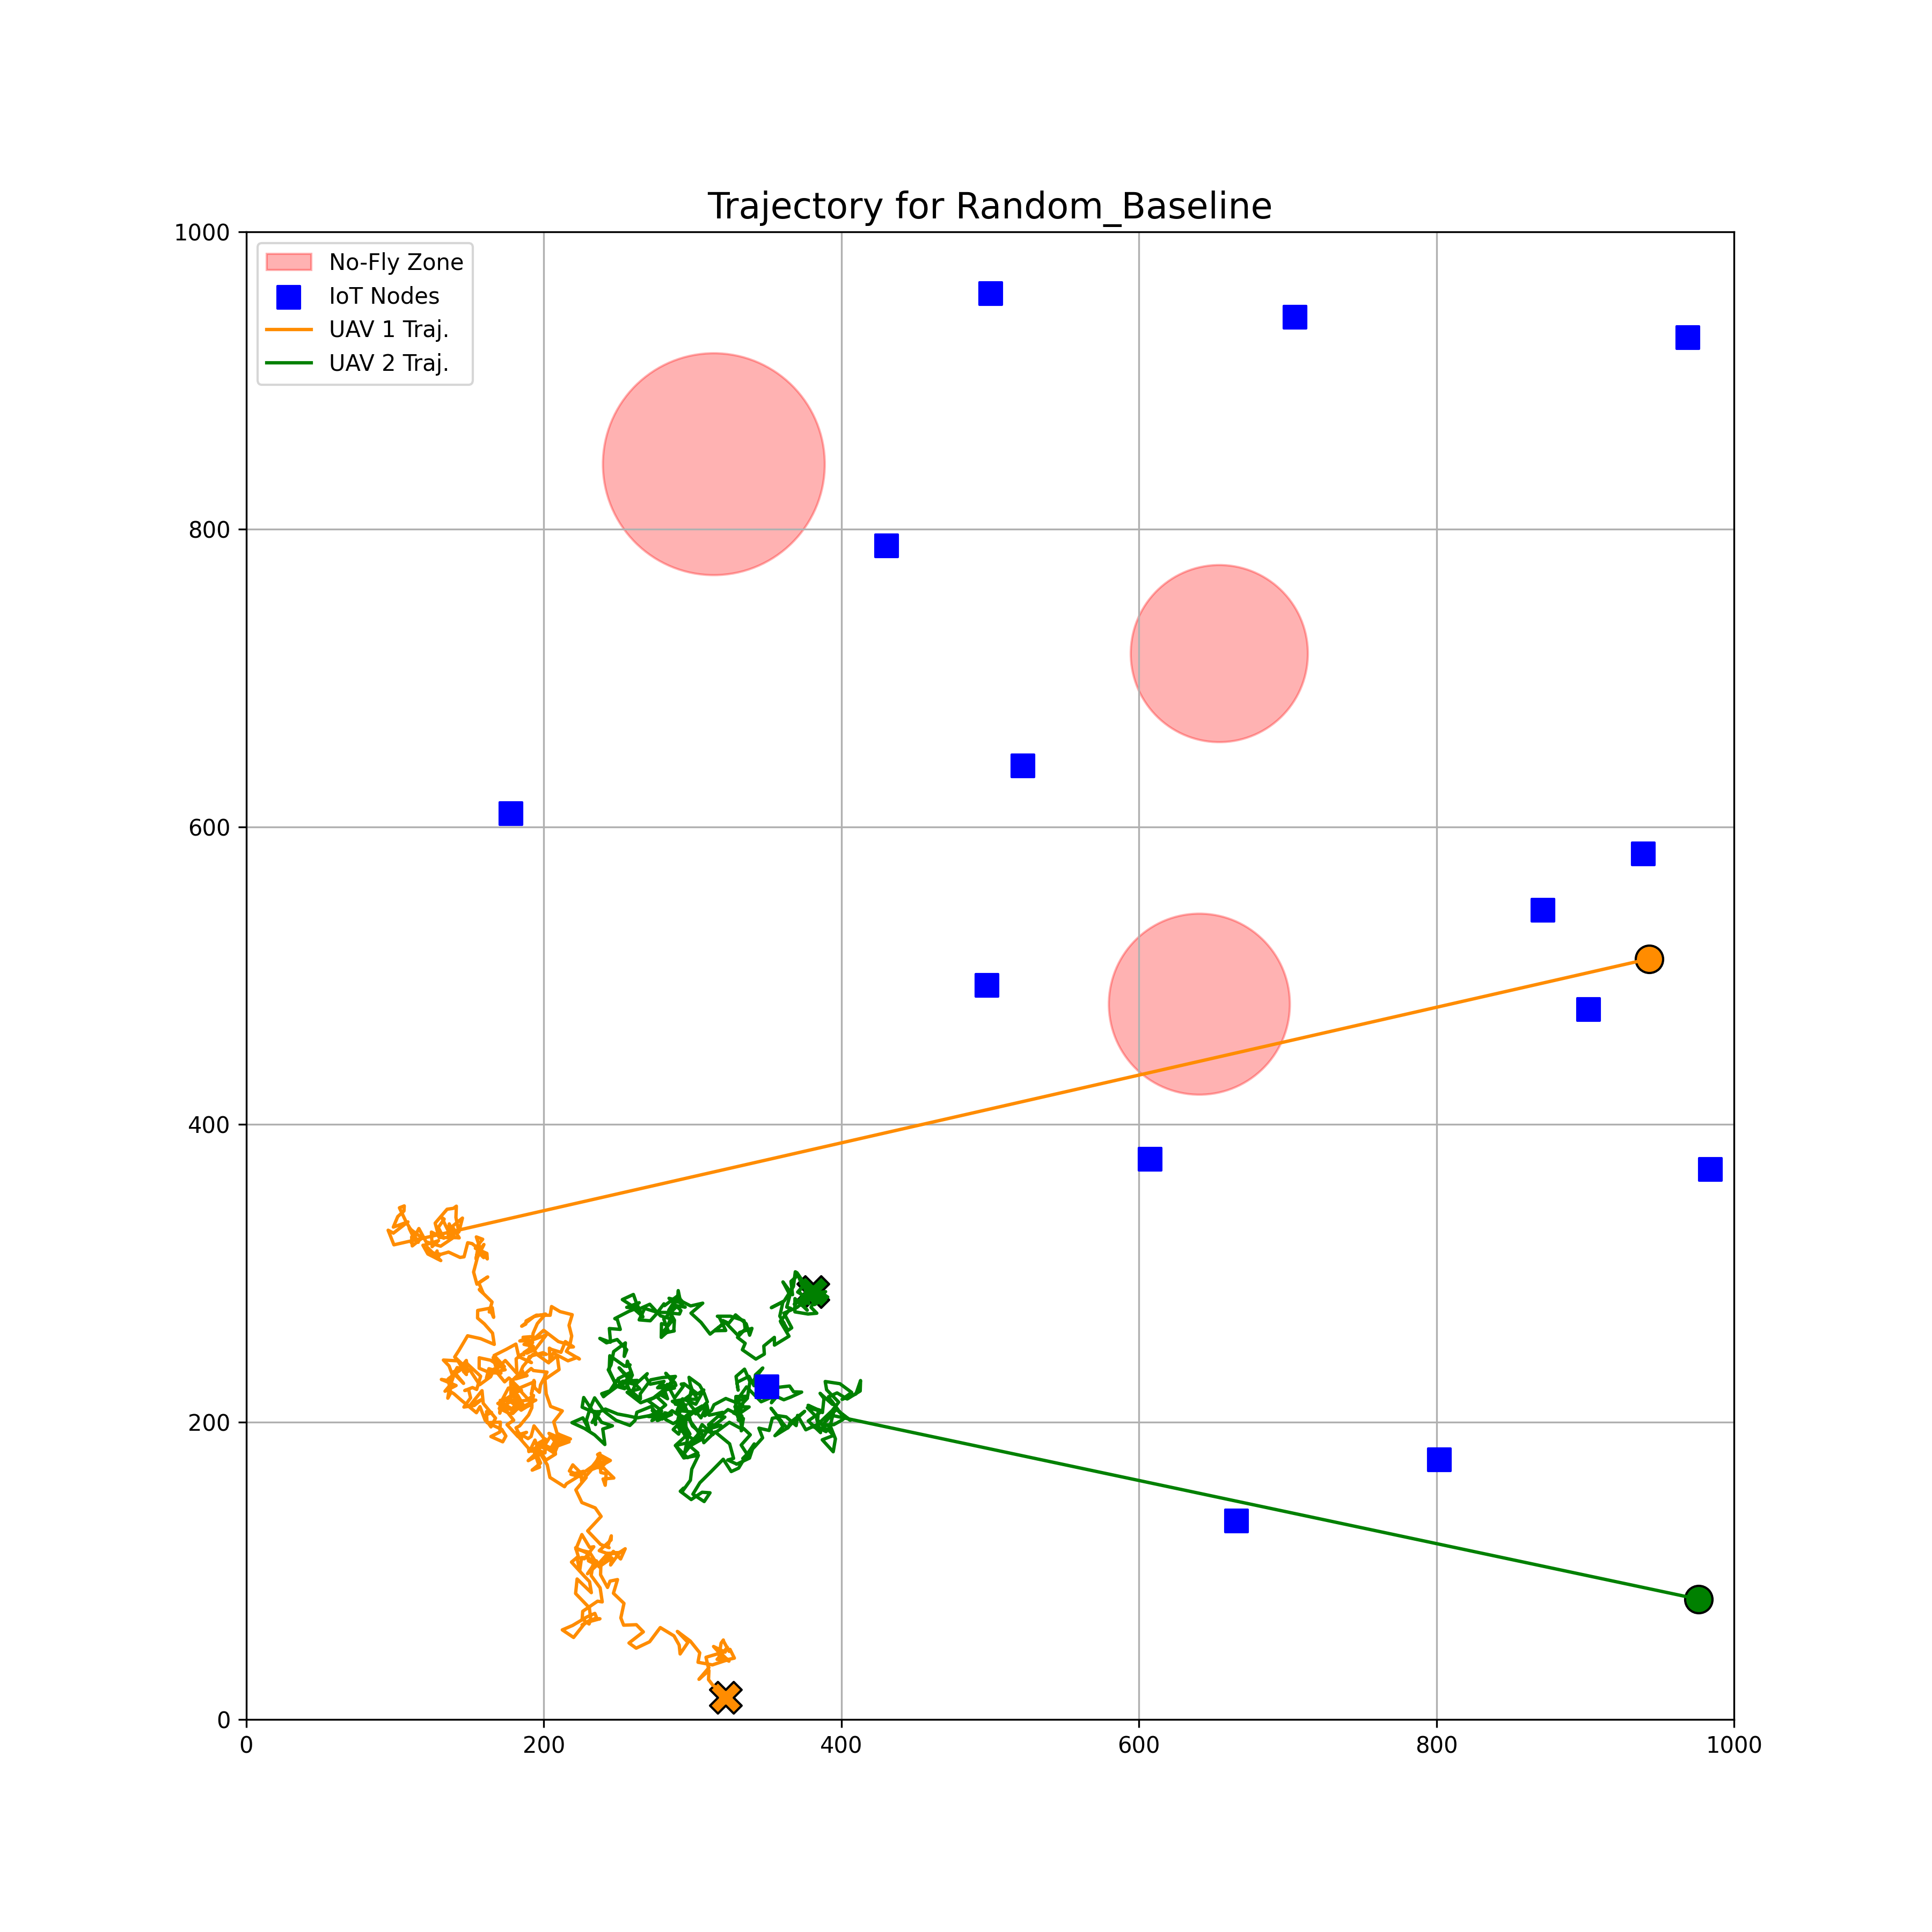 Trajectory for Random_Baseline
No-Fly Zone
IoT Nodes
UAV 1 Traj.
UAV 2 Traj.
1000
800
600
400
200
0
0 200 400 600 800 1000